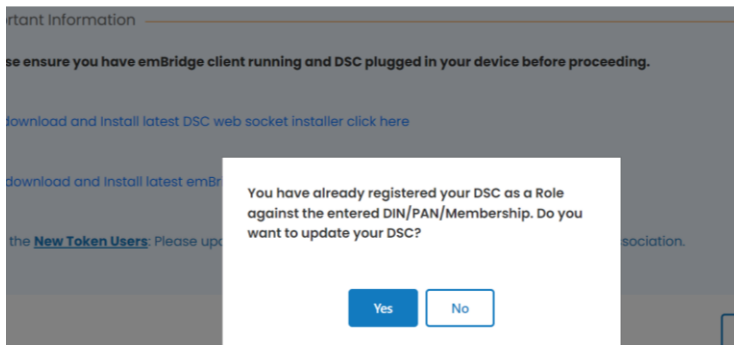 rtant Information
se ensure you have emBridge client running and DSC plugged in your device before proceeding.
download and Install latest DSC web socket installer click here
download and Install latest emBr
You have already registered your DSC as a Role
against the entered DIN/PAN/Membership. Do you
want to update your DSC?
the New Token Users: Please upd
sociation.
Yes
No